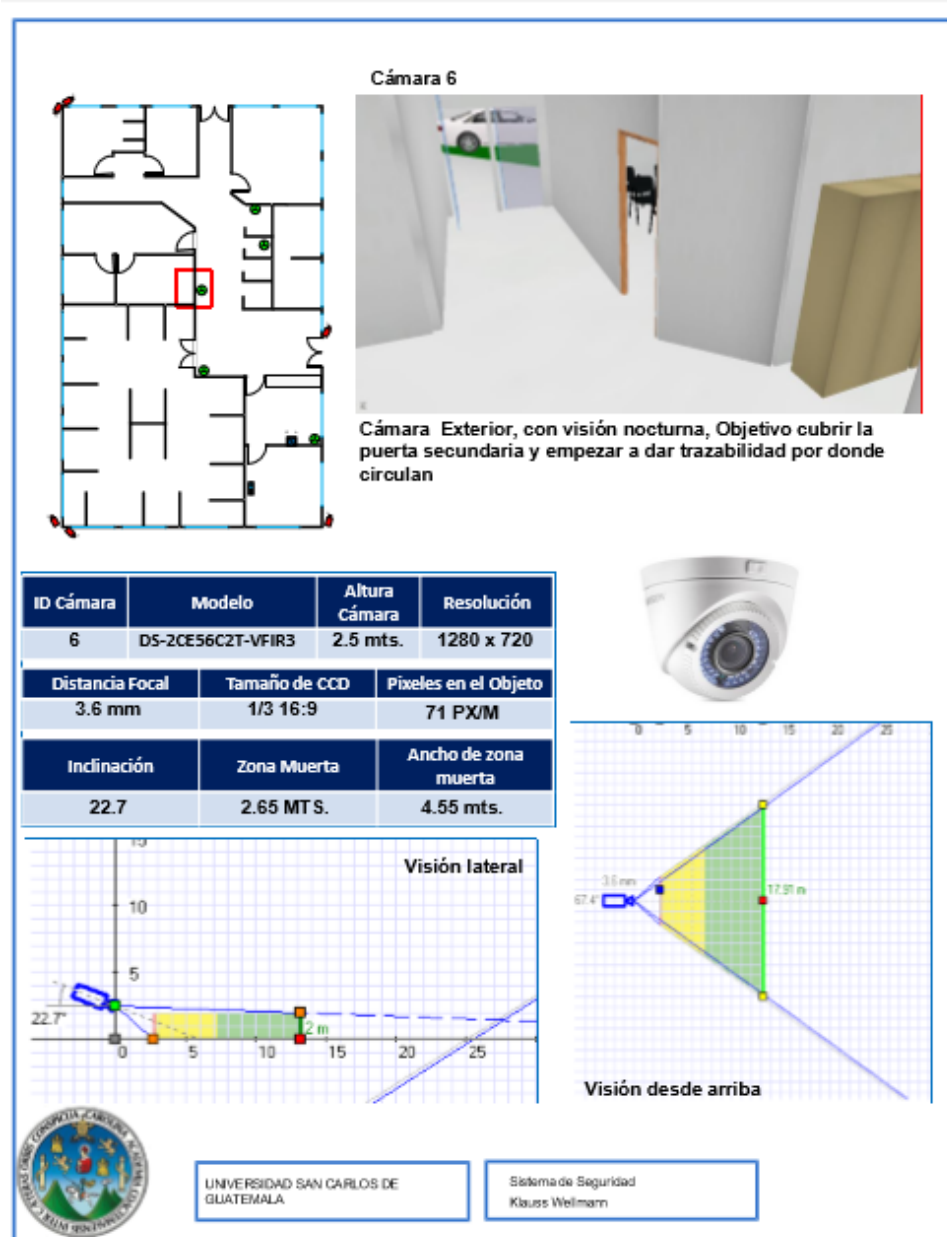 Cámara 6
Cámara Exterior, con visión nocturna, Objetivo cubrir la
puerta secundaria y empezar a dar trazabilidad por donde
circulan
ID Cámara Modelo Altura Cámara Resolución
6 DS-2CE56C2T-VFIR3 2.5 mts. 1280 x 720
Distancia Focal Tamaño de CCD Pixeles en el Objeto
3.6 mm 1/3 16:9 71 PX/M
Inclinación Zona Muerta Ancho de zona muerta
22.7 2.65 MTS. 4.55 mts.
0 5 10 15 20 25
3.6 mm
67.4°
17.91 m
Visión desde arriba
15
Visión lateral
10
5
22.7°
2 m
0 5 10 15 20 25
UNIVERSIDAD SAN CARLOS DE
GUATEMALA
Sistema de Seguridad
Klauss Wellmann